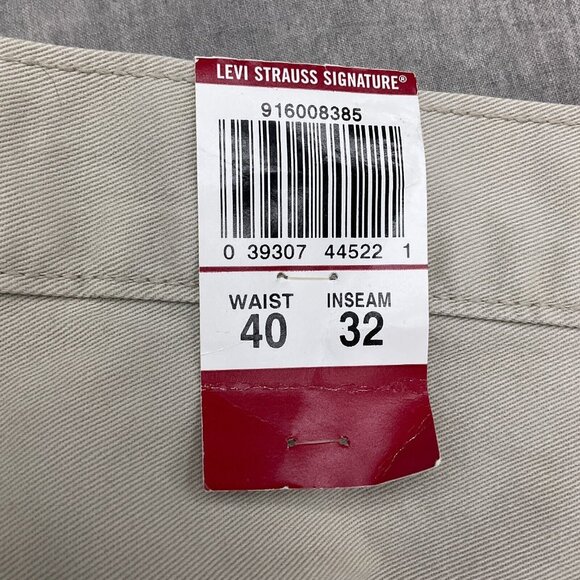 LEVI STRAUSS SIGNATURE®
916008385
0 39307 44522 1
WAIST INSEAM
40 32